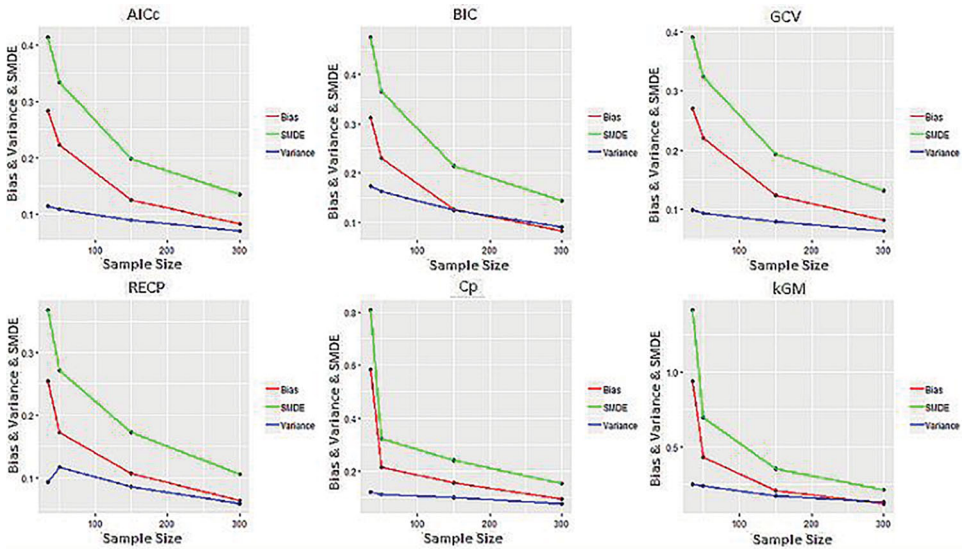 AICc
Bias & Variance & SMDE
0.4
0.3
0.2
0.1
100
200
300
Sample Size
Bias
SMDE
Variance
BIC
Bias & Variance & SMDE
0.4
0.3
0.2
0.1
100
200
300
Sample Size
Bias
SMDE
Variance
GCV
Bias & Variance & SMDE
0.4
0.3
0.2
0.1
100
200
300
Sample Size
Bias
SMDE
Variance
RECP
Bias & Variance & SMDE
0.3
0.2
0.1
100
200
300
Sample Size
Bias
SMDE
Variance
Cp
Bias & Variance & SMDE
0.8
0.6
0.4
0.2
100
200
300
Sample Size
Bias
SMDE
Variance
kGM
Bias & Variance & SMDE
1.0
0.5
100
200
300
Sample Size
Bias
SMDE
Variance